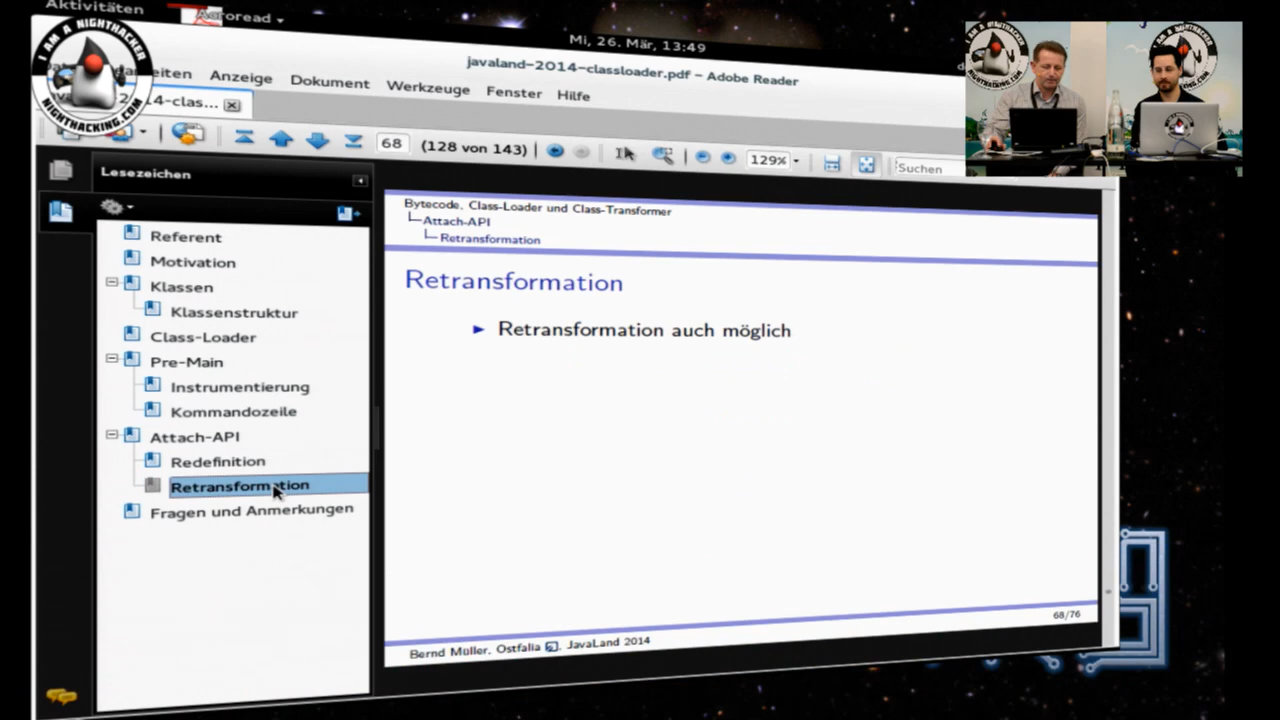 Aktivitäten
Acroread
Mi, 26. Mär, 13:49
javaland-2014-classloader.pdf – Adobe Reader
Anzeige Dokument Werkzeuge Fenster Hilfe
I AM A NIGHTHACKER
NIGHTHACKING.COM
68 (128 von 143) 129% Suchen
Lesezeichen
Referent
Motivation
Klassen
Klassenstruktur
Class-Loader
Pre-Main
Instrumentierung
Kommandozeile
Attach-API
Redefinition
Retransformation
Fragen und Anmerkungen
Bytecode, Class-Loader und Class-Transformer
Attach-API
Retransformation
Retransformation
Retransformation auch möglich
68/76
Bernd Müller, Ostfalia, JavaLand 2014